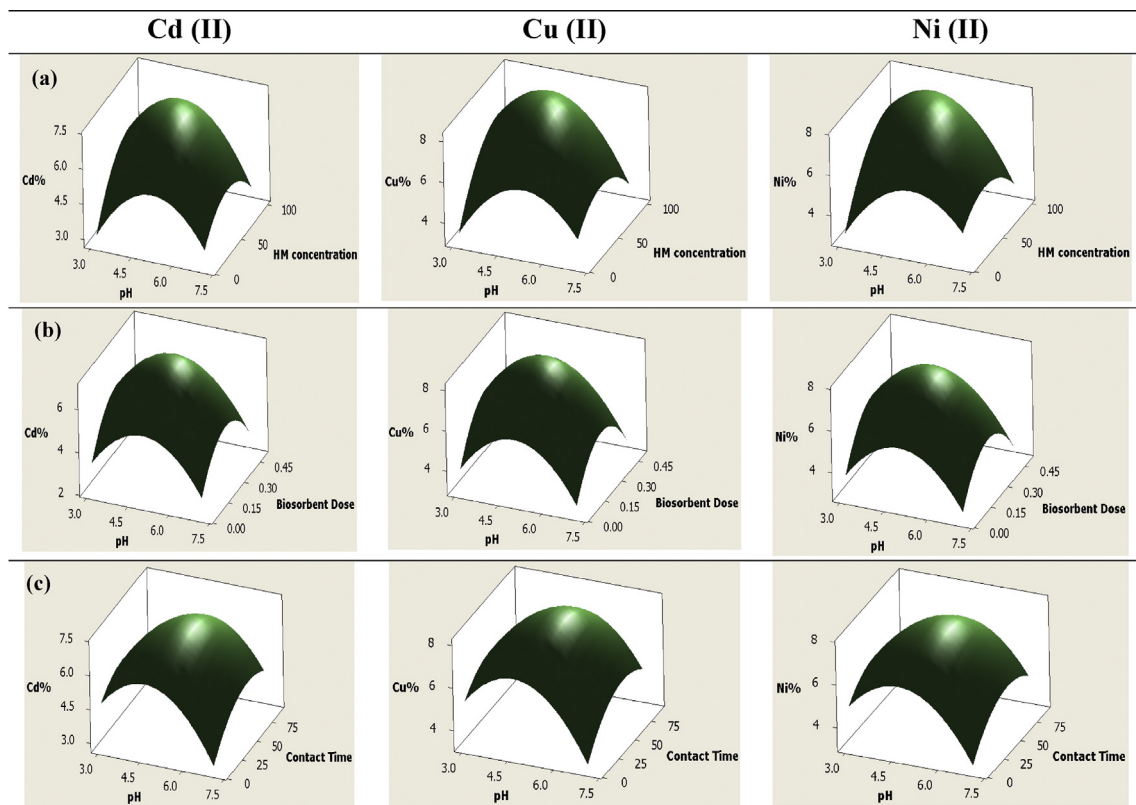 Cd (II) Cu (II) Ni (II)
(a)
7.5
6.0
4.5
3.0
Cd%
3.0 4.5 6.0 7.5
pH
0 50 100
HM concentration
8
6
4
Cu%
3.0 4.5 6.0 7.5
pH
0 50 100
HM concentration
8
6
4
Ni%
3.0 4.5 6.0 7.5
pH
0 50 100
HM concentration
(b)
6
4
2
Cd%
3.0 4.5 6.0 7.5
pH
0.00 0.15 0.30 0.45
Biosorbent Dose
8
6
4
Cu%
3.0 4.5 6.0 7.5
pH
0.00 0.15 0.30 0.45
Biosorbent Dose
8
6
4
Ni%
3.0 4.5 6.0 7.5
pH
0.00 0.15 0.30 0.45
Biosorbent Dose
(c)
7.5
6.0
4.5
3.0
Cd%
3.0 4.5 6.0 7.5
pH
0 25 50 75
Contact Time
8
6
4
Cu%
3.0 4.5 6.0 7.5
pH
0 25 50 75
Contact Time
8
6
4
Ni%
3.0 4.5 6.0 7.5
pH
0 25 50 75
Contact Time